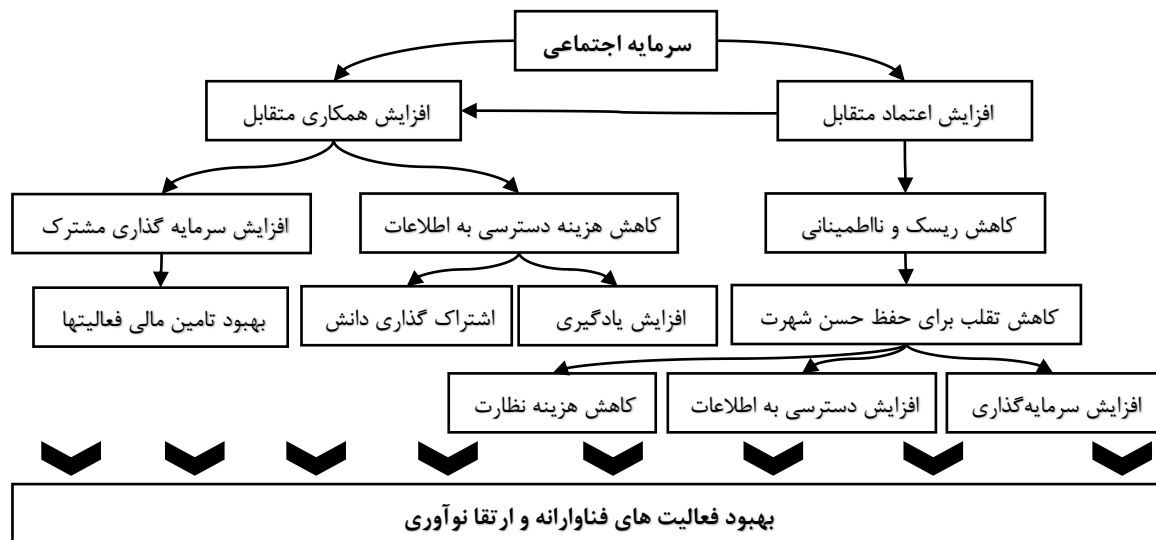 سرمایه اجتماعی
افزایش اعتماد متقابل
افزایش همکاری متقابل
کاهش ریسک و نااطمینانی
کاهش هزینه دسترسی به اطلاعات
افزایش سرمایه گذاری مشترک
کاهش تقلب برای حفظ حسن شهرت
افزایش یادگیری
اشتراک گذاری دانش
بهبود تامین مالی فعالیتها
افزایش سرمایه‌گذاری
افزایش دسترسی به اطلاعات
کاهش هزینه نظارت
بهبود فعالیت های فناوارانه و ارتقا نوآوری